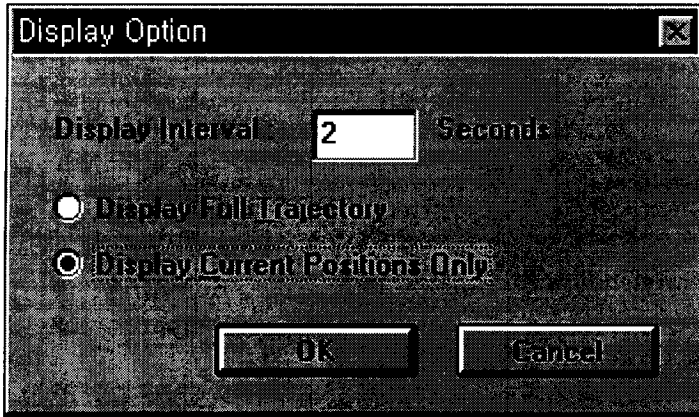 Display Option
Display Interval : 2 Seconds
Display Full Trajectory
Display Current Positions Only
OK Cancel